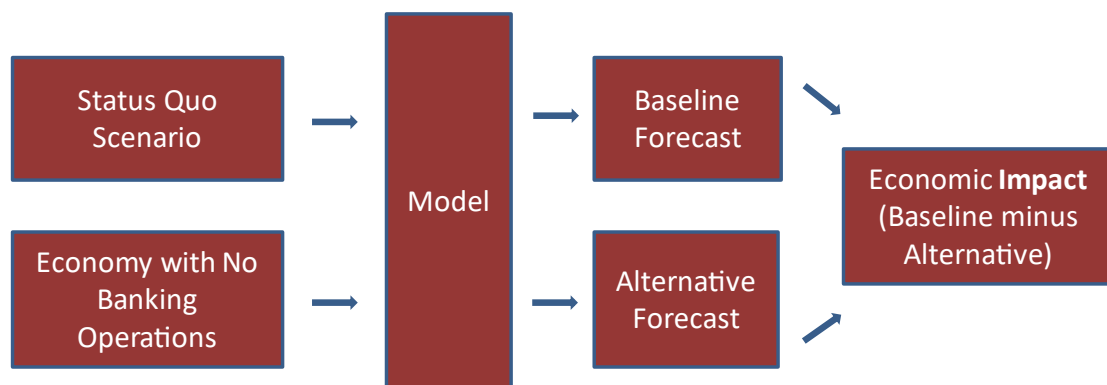 Status Quo
Scenario
Economy with No
Banking
Operations
Model
Baseline
Forecast
Alternative
Forecast
Economic Impact
(Baseline minus
Alternative)